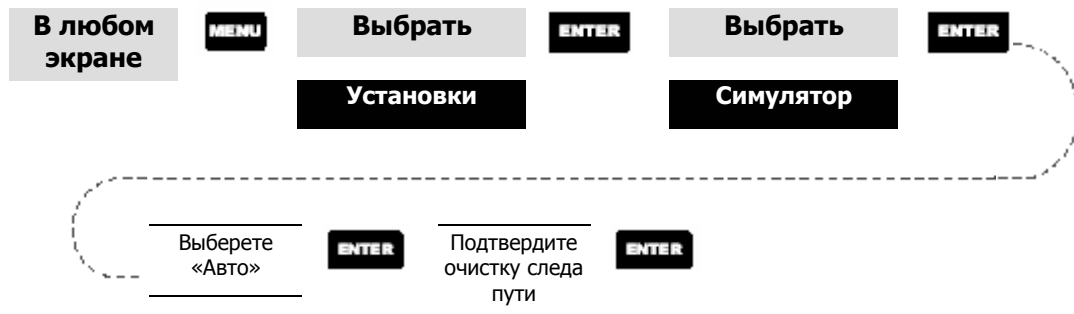 В любом
экране
MENU
Выбрать
Установки
ENTER
Выбрать
Симулятор
ENTER
Выберете
«Авто»
ENTER
Подтвердите
очистку следа
пути
ENTER